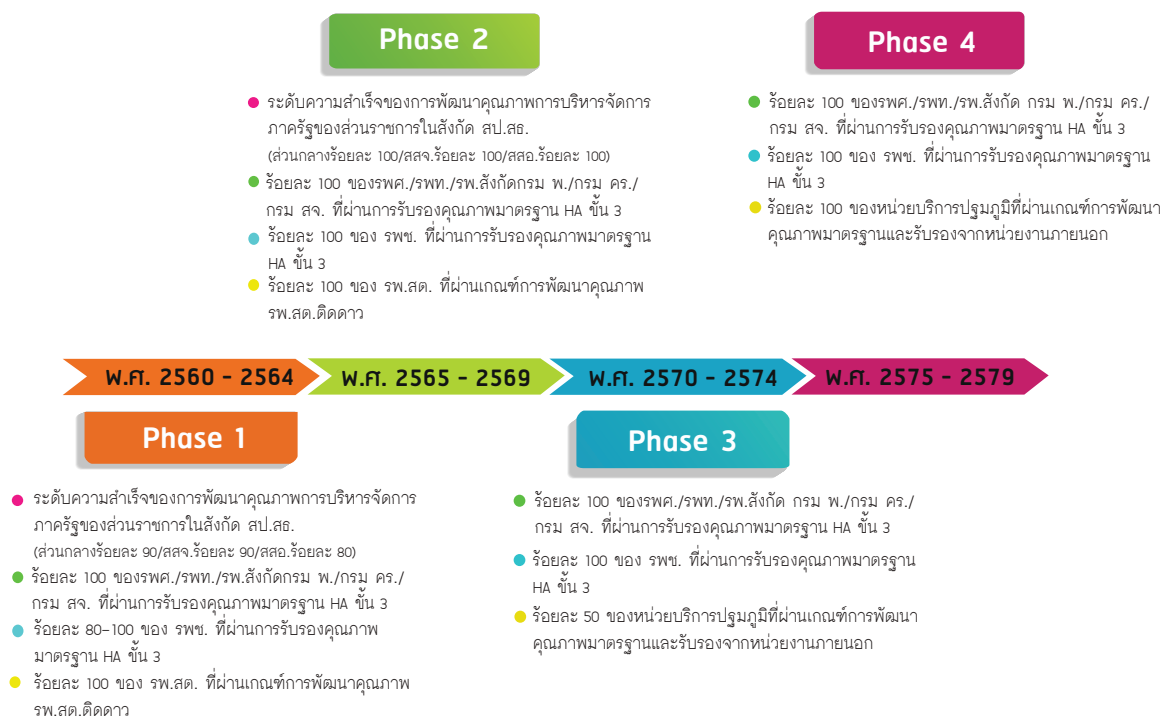 Phase 2
ระดับความสำเร็จของการพัฒนาคุณภาพการบริหารจัดการ
ภาครัฐของส่วนราชการในสังกัด สป.สธ.
(ส่วนกลางร้อยละ 100/สสจ.ร้อยละ 100/สสอ.ร้อยละ 100)
ร้อยละ 100 ของรพศ./รพท./รพ.สังกัดกรม พ./กรม คร./
กรม สจ. ที่ผ่านการรับรองคุณภาพมาตรฐาน HA ขั้น 3
ร้อยละ 100 ของ รพช. ที่ผ่านการรับรองคุณภาพมาตรฐาน
HA ขั้น 3
ร้อยละ 100 ของ รพ.สต. ที่ผ่านเกณฑ์การพัฒนาคุณภาพ
รพ.สต.ติดดาว
Phase 4
ร้อยละ 100 ของรพศ./รพท./รพ.สังกัด กรม พ./กรม คร./
กรม สจ. ที่ผ่านการรับรองคุณภาพมาตรฐาน HA ขั้น 3
ร้อยละ 100 ของ รพช. ที่ผ่านการรับรองคุณภาพมาตรฐาน
HA ขั้น 3
ร้อยละ 100 ของหน่วยบริการปฐมภูมิที่ผ่านเกณฑ์การพัฒนา
คุณภาพมาตรฐานและรับรองจากหน่วยงานภายนอก
พ.ศ. 2560 - 2564
พ.ศ. 2565 - 2569
พ.ศ. 2570 - 2574
พ.ศ. 2575 - 2579
Phase 1
ระดับความสำเร็จของการพัฒนาคุณภาพการบริหารจัดการ
ภาครัฐของส่วนราชการในสังกัด สป.สธ.
(ส่วนกลางร้อยละ 90/สสจ.ร้อยละ 90/สสอ.ร้อยละ 80)
ร้อยละ 100 ของรพศ./รพท./รพ.สังกัดกรม พ./กรม คร./
กรม สจ. ที่ผ่านการรับรองคุณภาพมาตรฐาน HA ขั้น 3
ร้อยละ 80-100 ของ รพช. ที่ผ่านการรับรองคุณภาพ
มาตรฐาน HA ขั้น 3
ร้อยละ 100 ของ รพ.สต. ที่ผ่านเกณฑ์การพัฒนาคุณภาพ
รพ.สต.ติดดาว
Phase 3
ร้อยละ 100 ของรพศ./รพท./รพ.สังกัด กรม พ./กรม คร./
กรม สจ. ที่ผ่านการรับรองคุณภาพมาตรฐาน HA ขั้น 3
ร้อยละ 100 ของ รพช. ที่ผ่านการรับรองคุณภาพมาตรฐาน
HA ขั้น 3
ร้อยละ 50 ของหน่วยบริการปฐมภูมิที่ผ่านเกณฑ์การพัฒนา
คุณภาพมาตรฐานและรับรองจากหน่วยงานภายนอก